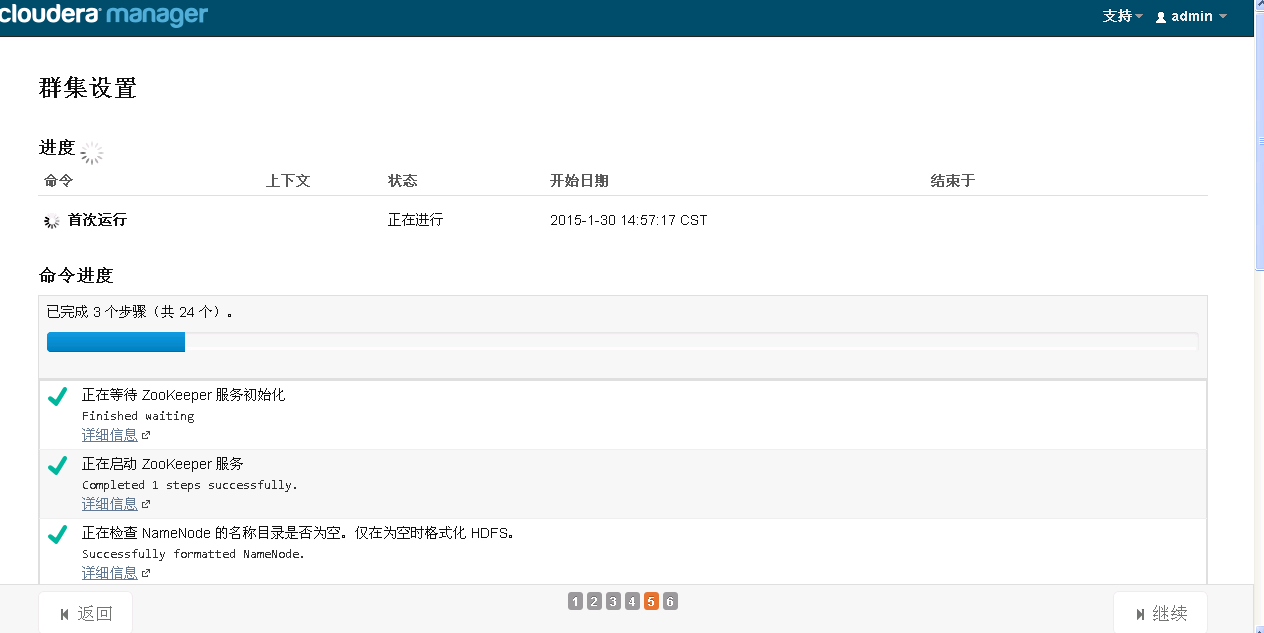 cloudera manager
支持 admin
群集设置
进度
命令 上下文 状态 开始日期 结束于
首次运行 正在进行 2015-1-30 14:57:17 CST
命令进度
已完成 3 个步骤（共 24 个）。
正在等待 ZooKeeper 服务初始化
Finished waiting
详细信息
正在启动 ZooKeeper 服务
Completed 1 steps successfully.
详细信息
正在检查 NameNode 的名称目录是否为空。仅在为空时格式化 HDFS。
Successfully formatted NameNode.
详细信息
返回 1 2 3 4 5 6 继续